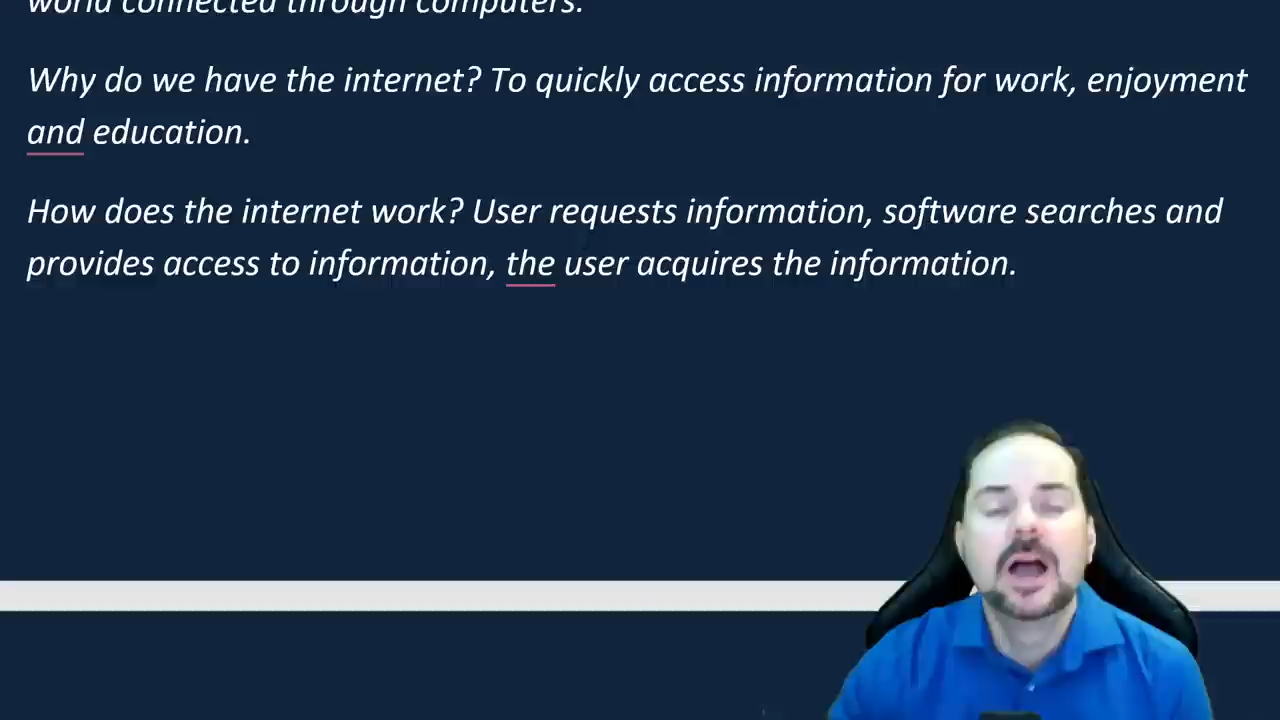 world connected through computers.
Why do we have the internet? To quickly access information for work, enjoyment
and education.
How does the internet work? User requests information, software searches and
provides access to information, the user acquires the information.